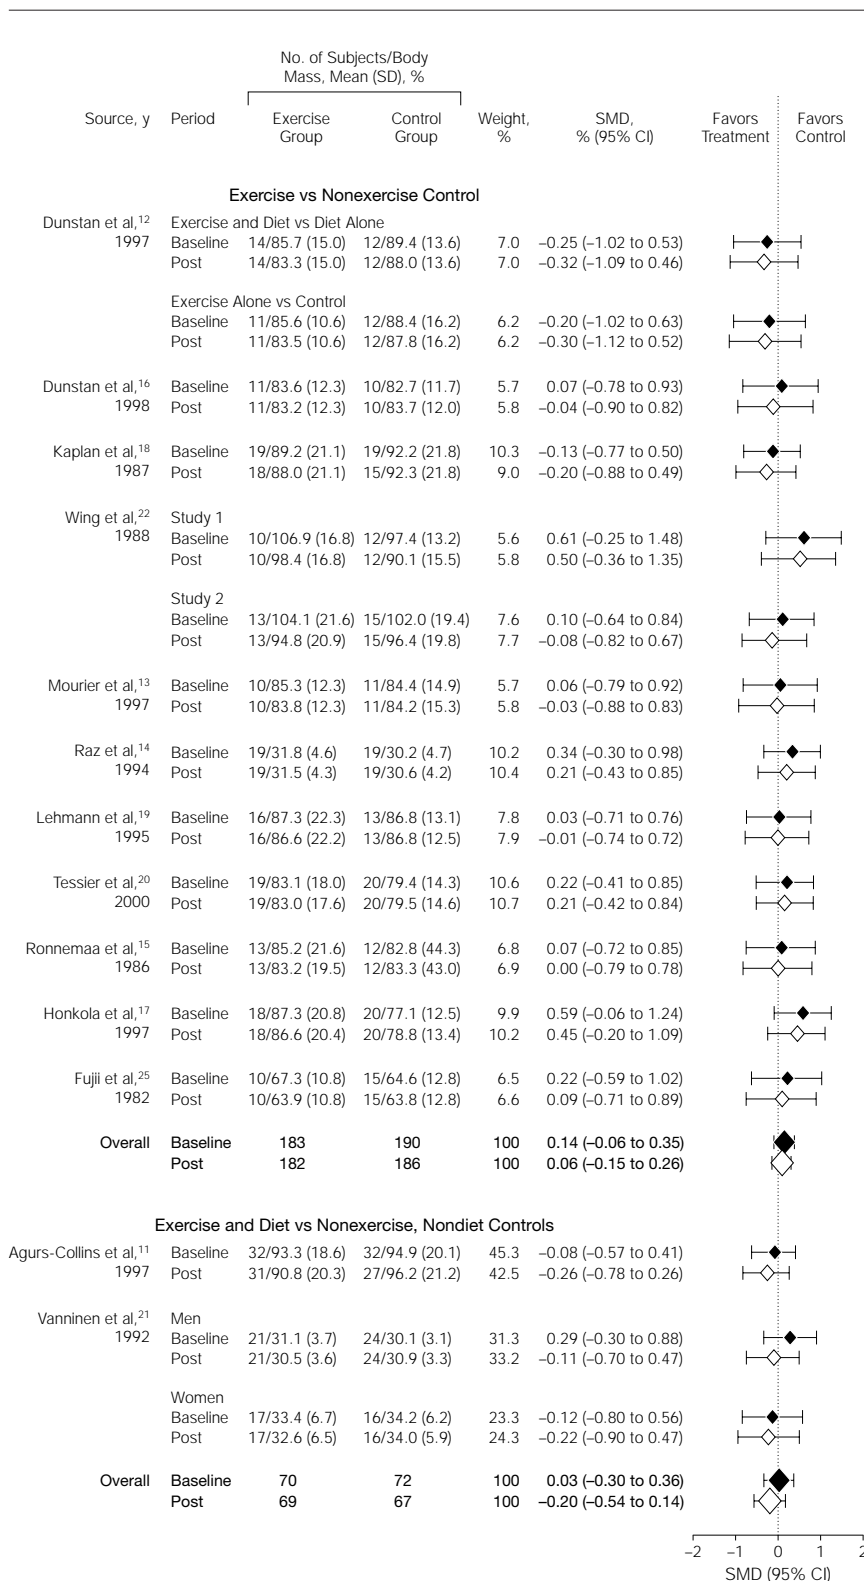 No. of Subjects/Body
Mass, Mean (SD), %
Source, y Period Exercise Group Control Group Weight, % SMD, % (95% CI) Favors Treatment Favors Control
Exercise vs Nonexercise Control
Dunstan et al,12 Exercise and Diet vs Diet Alone
1997 Baseline 14/85.7 (15.0) 12/89.4 (13.6) 7.0 –0.25 (–1.02 to 0.53)
Post 14/83.3 (15.0) 12/88.0 (13.6) 7.0 –0.32 (–1.09 to 0.46)
Exercise Alone vs Control
Baseline 11/85.6 (10.6) 12/88.4 (16.2) 6.2 –0.20 (–1.02 to 0.63)
Post 11/83.5 (10.6) 12/87.8 (16.2) 6.2 –0.30 (–1.12 to 0.52)
Dunstan et al,16 Baseline 11/83.6 (12.3) 10/82.7 (11.7) 5.7 0.07 (–0.78 to 0.93)
1998 Post 11/83.2 (12.3) 10/83.7 (12.0) 5.8 –0.04 (–0.90 to 0.82)
Kaplan et al,18 Baseline 19/89.2 (21.1) 19/92.2 (21.8) 10.3 –0.13 (–0.77 to 0.50)
1987 Post 18/88.0 (21.1) 15/92.3 (21.8) 9.0 –0.20 (–0.88 to 0.49)
Wing et al,22 Study 1
1988 Baseline 10/106.9 (16.8) 12/97.4 (13.2) 5.6 0.61 (–0.25 to 1.48)
Post 10/98.4 (16.8) 12/90.1 (15.5) 5.8 0.50 (–0.36 to 1.35)
Study 2
Baseline 13/104.1 (21.6) 15/102.0 (19.4) 7.6 0.10 (–0.64 to 0.84)
Post 13/94.8 (20.9) 15/96.4 (19.8) 7.7 –0.08 (–0.82 to 0.67)
Mourier et al,13 Baseline 10/85.3 (12.3) 11/84.4 (14.9) 5.7 0.06 (–0.79 to 0.92)
1997 Post 10/83.8 (12.3) 11/84.2 (15.3) 5.8 –0.03 (–0.88 to 0.83)
Raz et al,14 Baseline 19/31.8 (4.6) 19/30.2 (4.7) 10.2 0.34 (–0.30 to 0.98)
1994 Post 19/31.5 (4.3) 19/30.6 (4.2) 10.4 0.21 (–0.43 to 0.85)
Lehmann et al,19 Baseline 16/87.3 (22.3) 13/86.8 (13.1) 7.8 0.03 (–0.71 to 0.76)
1995 Post 16/86.6 (22.2) 13/86.8 (12.5) 7.9 –0.01 (–0.74 to 0.72)
Tessier et al,20 Baseline 19/83.1 (18.0) 20/79.4 (14.3) 10.6 0.22 (–0.41 to 0.85)
2000 Post 19/83.0 (17.6) 20/79.5 (14.6) 10.7 0.21 (–0.42 to 0.84)
Ronnemaa et al,15 Baseline 13/85.2 (21.6) 12/82.8 (44.3) 6.8 0.07 (–0.72 to 0.85)
1986 Post 13/83.2 (19.5) 12/83.3 (43.0) 6.9 0.00 (–0.79 to 0.78)
Honkola et al,17 Baseline 18/87.3 (20.8) 20/77.1 (12.5) 9.9 0.59 (–0.06 to 1.24)
1997 Post 18/86.6 (20.4) 20/78.8 (13.4) 10.2 0.45 (–0.20 to 1.09)
Fujii et al,25 Baseline 10/67.3 (10.8) 15/64.6 (12.8) 6.5 0.22 (–0.59 to 1.02)
1982 Post 10/63.9 (10.8) 15/63.8 (12.8) 6.6 0.09 (–0.71 to 0.89)
Overall Baseline 183 190 100 0.14 (–0.06 to 0.35)
Post 182 186 100 0.06 (–0.15 to 0.26)
Exercise and Diet vs Nonexercise, Nondiet Controls
Agurs-Collins et al,11 Baseline 32/93.3 (18.6) 32/94.9 (20.1) 45.3 –0.08 (–0.57 to 0.41)
1997 Post 31/90.8 (20.3) 27/96.2 (21.2) 42.5 –0.26 (–0.78 to 0.26)
Vanninen et al,21 Men
1992 Baseline 21/31.1 (3.7) 24/30.1 (3.1) 31.3 0.29 (–0.30 to 0.88)
Post 21/30.5 (3.6) 24/30.9 (3.3) 33.2 –0.11 (–0.70 to 0.47)
Women
Baseline 17/33.4 (6.7) 16/34.2 (6.2) 23.3 –0.12 (–0.80 to 0.56)
Post 17/32.6 (6.5) 16/34.0 (5.9) 24.3 –0.22 (–0.90 to 0.47)
Overall Baseline 70 72 100 0.03 (–0.30 to 0.36)
Post 69 67 100 –0.20 (–0.54 to 0.14)
–2 –1 0 1 2
SMD (95% CI)